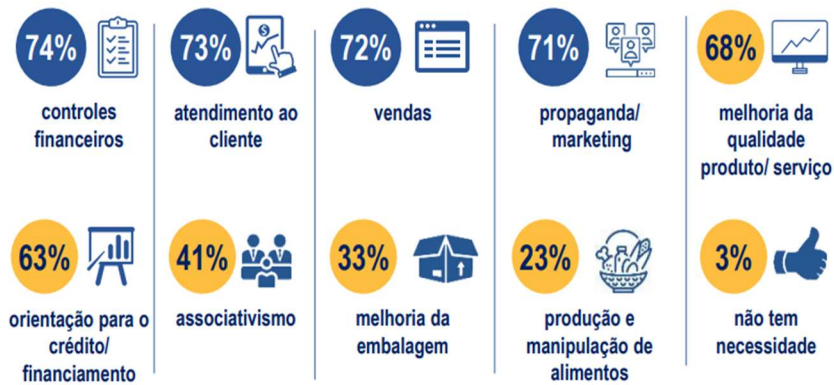 74%
controles
financeiros
73%
atendimento ao
cliente
72%
vendas
71%
propaganda/
marketing
68%
melhoria da
qualidade
produto/ serviço
63%
orientação para o
crédito/
financiamento
41%
associativismo
33%
melhoria da
embalagem
23%
produção e
manipulação de
alimentos
3%
não tem
necessidade